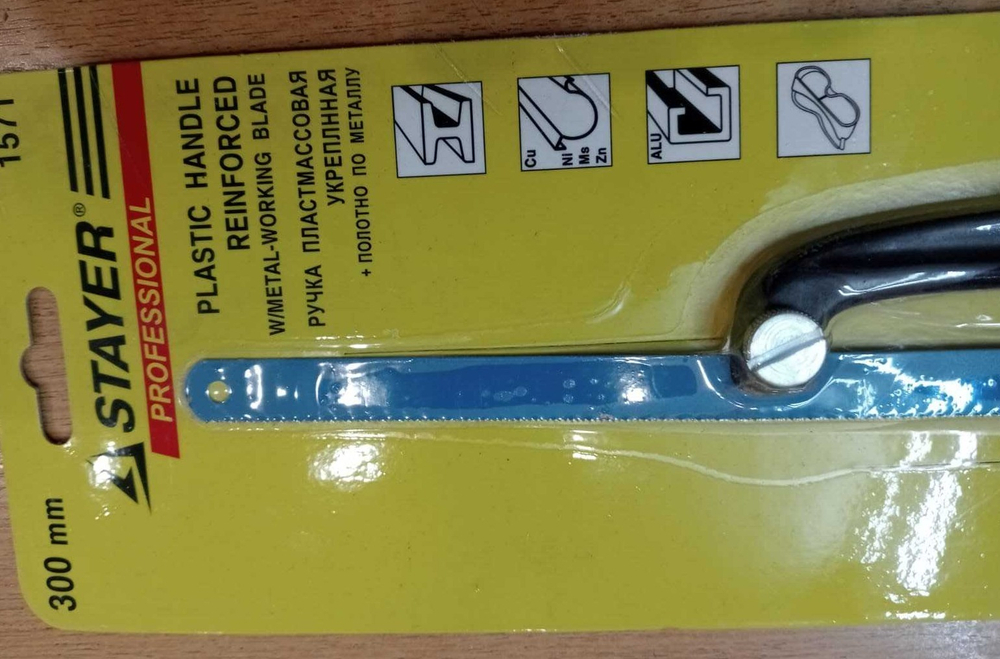 300 mm
1571
STAYER®
PROFESSIONAL
PLASTIC HANDLE
REINFORCED
W/METAL-WORKING BLADE
РУЧКА ПЛАСТМАССОВАЯ
УКРЕПЛННАЯ
+ ПОЛОТНО ПО МЕТАЛЛУ
Cu
Ni
Ms
Zn
ALU